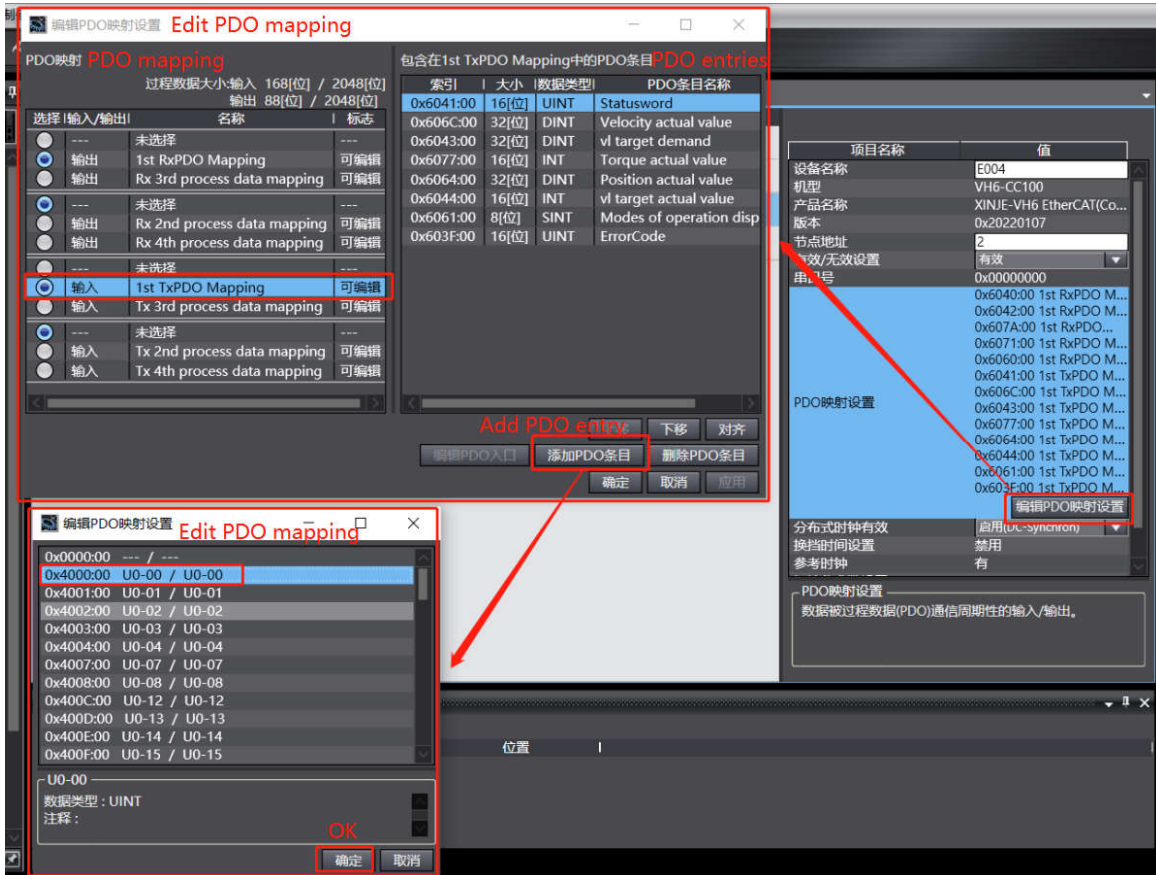 编辑PDO映射设置 Edit PDO mapping
PDO映射 PDO mapping
过程数据大小:输入 168[位] / 2048[位]
输出 88[位] / 2048[位]
选择 输入/输出 名称 标志
--- 未选择 ---
输出 1st RxPDO Mapping 可编辑
输出 Rx 3rd process data mapping 可编辑
--- 未选择 ---
输出 Rx 2nd process data mapping 可编辑
输出 Rx 4th process data mapping 可编辑
--- 未选择 ---
输入 1st TxPDO Mapping 可编辑
输入 Tx 3rd process data mapping 可编辑
--- 未选择 ---
输入 Tx 2nd process data mapping 可编辑
输入 Tx 4th process data mapping 可编辑
包含在1st TxPDO Mapping中的PDO条目 PDO entries
索引 大小 数据类型 PDO条目名称
0x6041:00 16[位] UINT Statusword
0x606C:00 32[位] DINT Velocity actual value
0x6043:00 32[位] DINT vl target demand
0x6077:00 16[位] INT Torque actual value
0x6064:00 32[位] DINT Position actual value
0x6044:00 16[位] INT vl target actual value
0x6061:00 8[位] SINT Modes of operation disp
0x603F:00 16[位] UINT ErrorCode
Add PDO entry
下移 对齐
编辑PDO入口 添加PDO条目 删除PDO条目
确定 取消 应用
项目名称 值
设备名称 E004
机型 VH6-CC100
产品名称 XINJE-VH6 EtherCAT(Co...
版本 0x20220107
节点地址 2
有效/无效设置 有效
串口号 0x00000000
PDO映射设置
0x6040:00 1st RxPDO M...
0x6042:00 1st RxPDO M...
0x607A:00 1st RxPDO...
0x6071:00 1st RxPDO M...
0x6060:00 1st RxPDO M...
0x6041:00 1st TxPDO M...
0x606C:00 1st TxPDO M...
0x6043:00 1st TxPDO M...
0x6077:00 1st TxPDO M...
0x6064:00 1st TxPDO M...
0x6044:00 1st TxPDO M...
0x6061:00 1st TxPDO M...
0x603F:00 1st TxPDO M...
编辑PDO映射设置
分布式时钟有效 启用(DC-Synchron)
换挡时间设置 禁用
参考时钟 有
PDO映射设置
数据被过程数据(PDO)通信周期性的输入/输出。
编辑PDO映射设置 Edit PDO mapping
0x0000:00 --- / ---
0x4000:00 U0-00 / U0-00
0x4001:00 U0-01 / U0-01
0x4002:00 U0-02 / U0-02
0x4003:00 U0-03 / U0-03
0x4004:00 U0-04 / U0-04
0x4007:00 U0-07 / U0-07
0x4008:00 U0-08 / U0-08
0x400C:00 U0-12 / U0-12
0x400D:00 U0-13 / U0-13
0x400E:00 U0-14 / U0-14
0x400F:00 U0-15 / U0-15
U0-00
数据类型 : UINT
注释 :
OK
确定 取消
位置